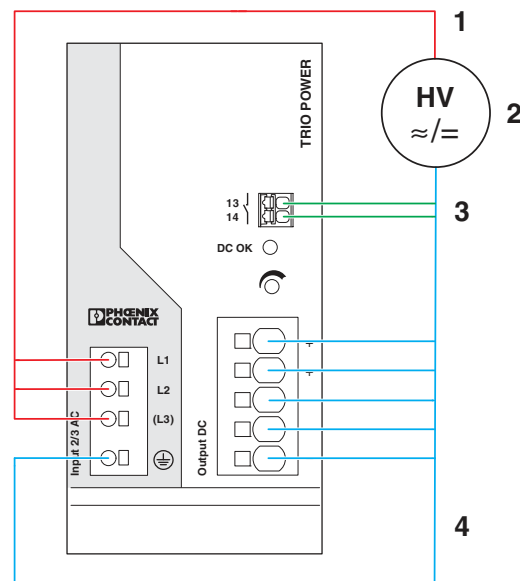 1
TRIO POWER
HV
≈/=
2
13
14
3
DC OK
PHŒNIX
CONTACT
L1
L2
(L3)
Input 2/3 AC
Output DC
+
+
4